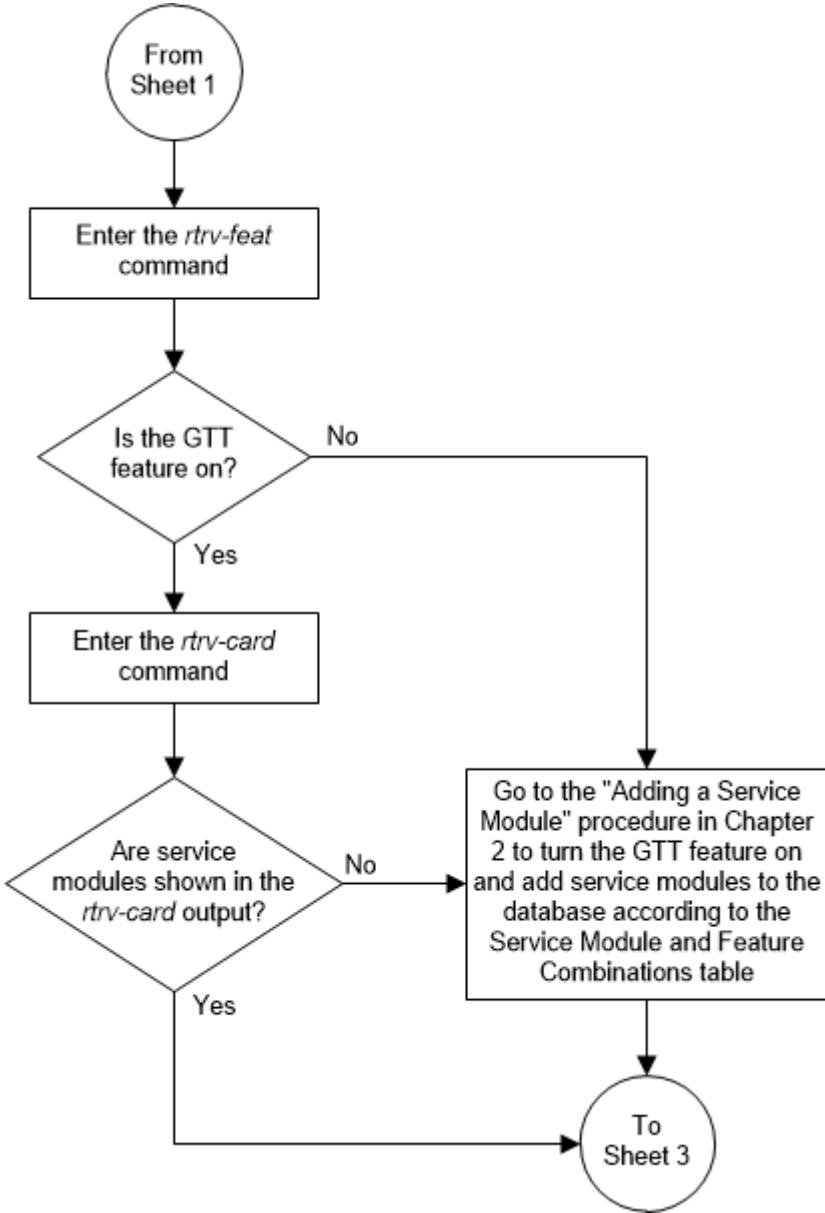 From
Sheet 1
Enter the rtrv-feat
command
Is the GTT
feature on?
No
Yes
Enter the rtrv-card
command
Are service
modules shown in the
rtrv-card output?
No
Yes
Go to the "Adding a Service
Module" procedure in Chapter
2 to turn the GTT feature on
and add service modules to the
database according to the
Service Module and Feature
Combinations table
To
Sheet 3